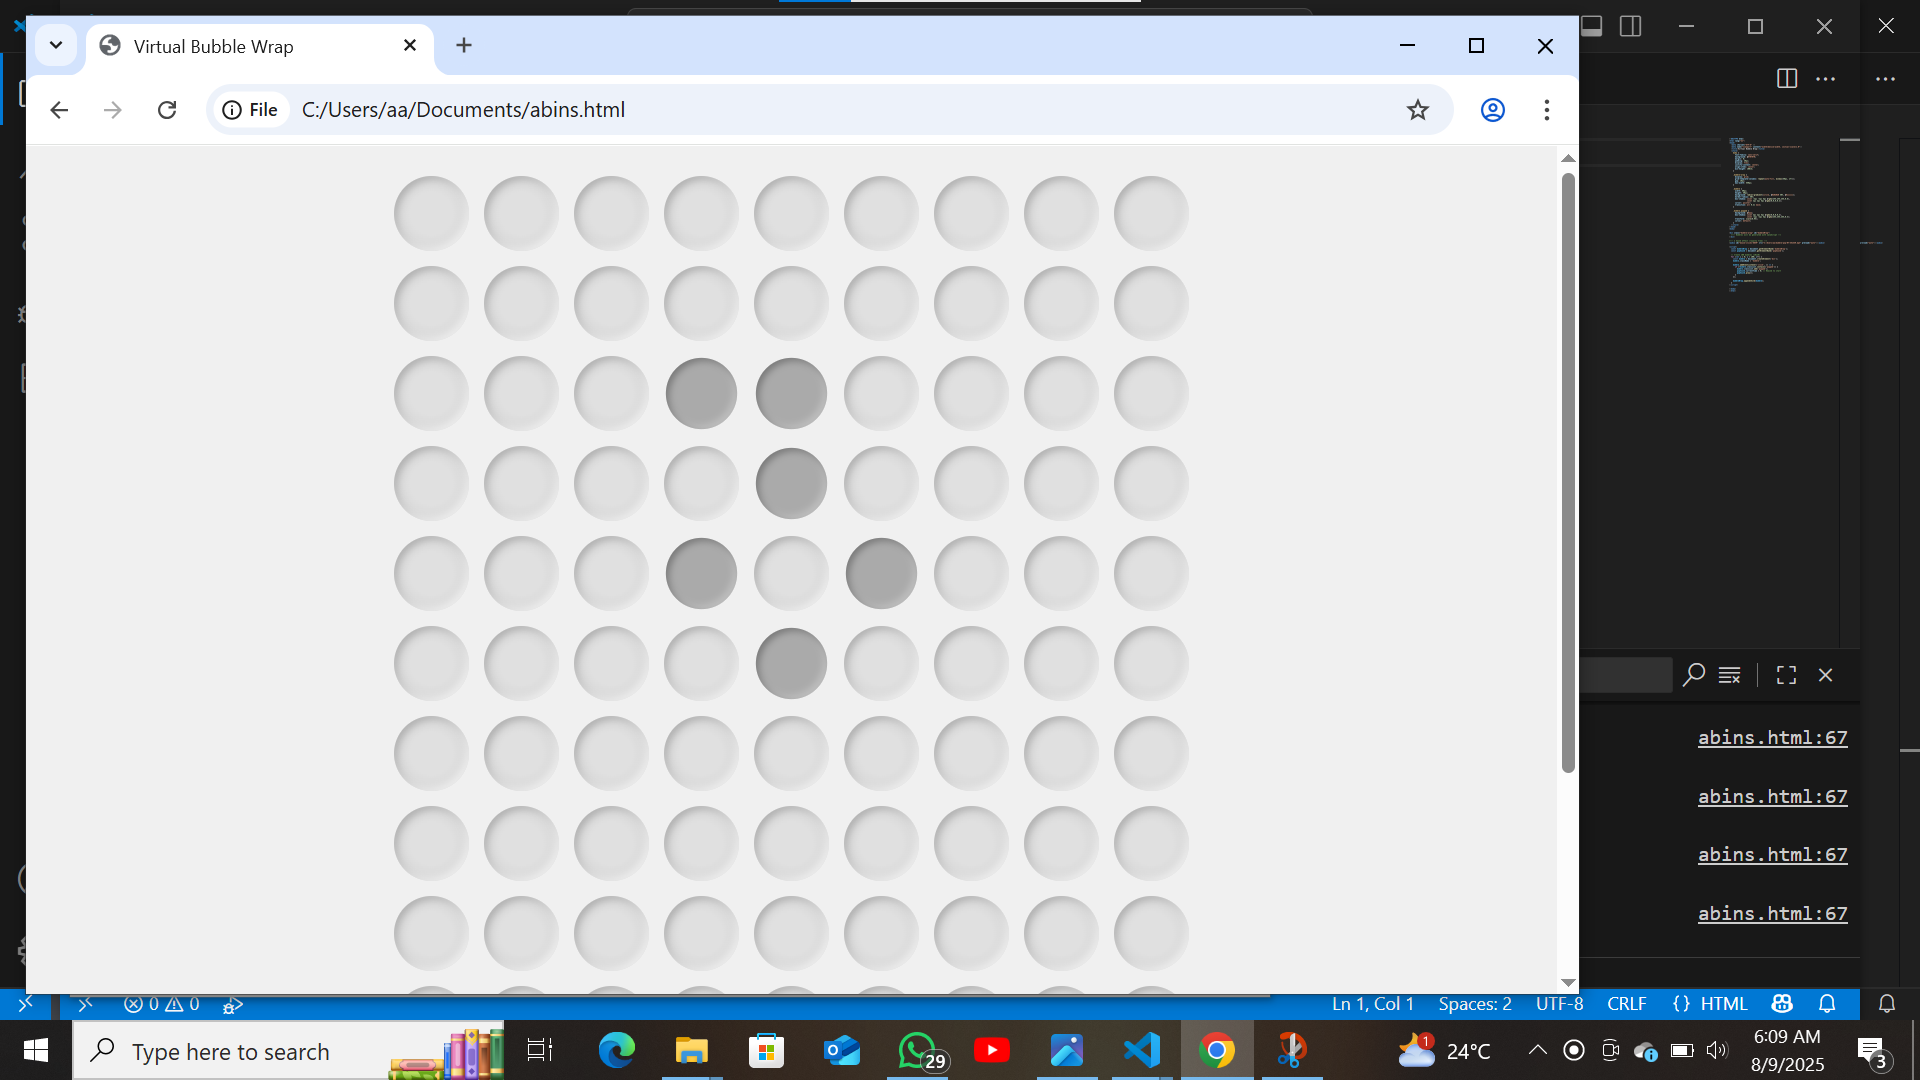 Virtual Bubble Wrap
File
C:/Users/aa/Documents/abins.html
abins.html:67
abins.html:67
abins.html:67
abins.html:67
0 0
Ln 1, Col 1
Spaces: 2
UTF-8
CRLF
{ } HTML
Type here to search
29
1
24°C
6:09 AM
8/9/2025
3